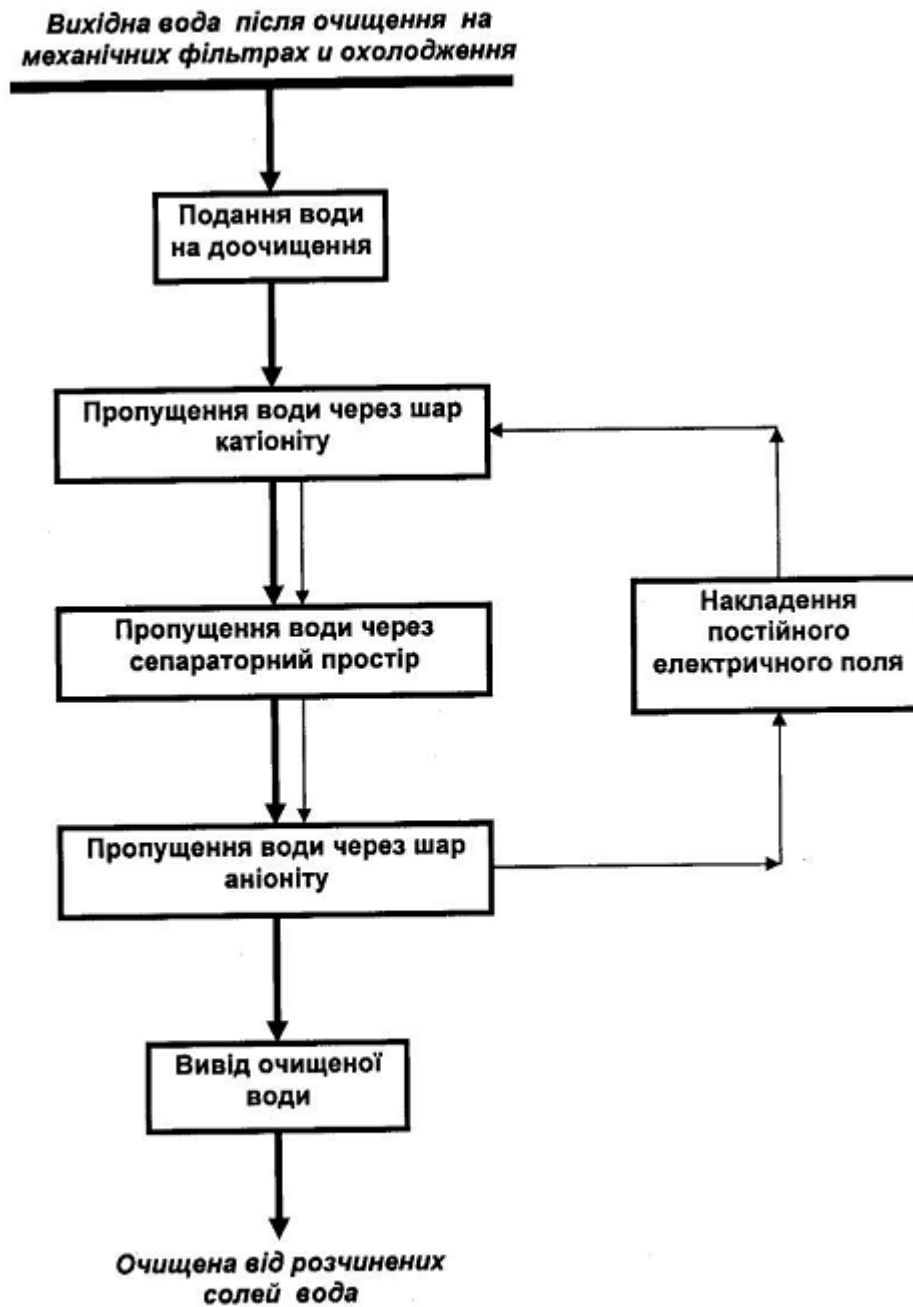 Вихідна вода після очищення на
механічних фільтрах и охолодження
Подання води
на доочищення
Пропущення води через шар
катіоніту
Пропущення води через
сепараторний простір
Накладення
постійного
електричного поля
Пропущення води через шар
аніоніту
Вивід очищеної
води
Очищена від розчинених
солей вода